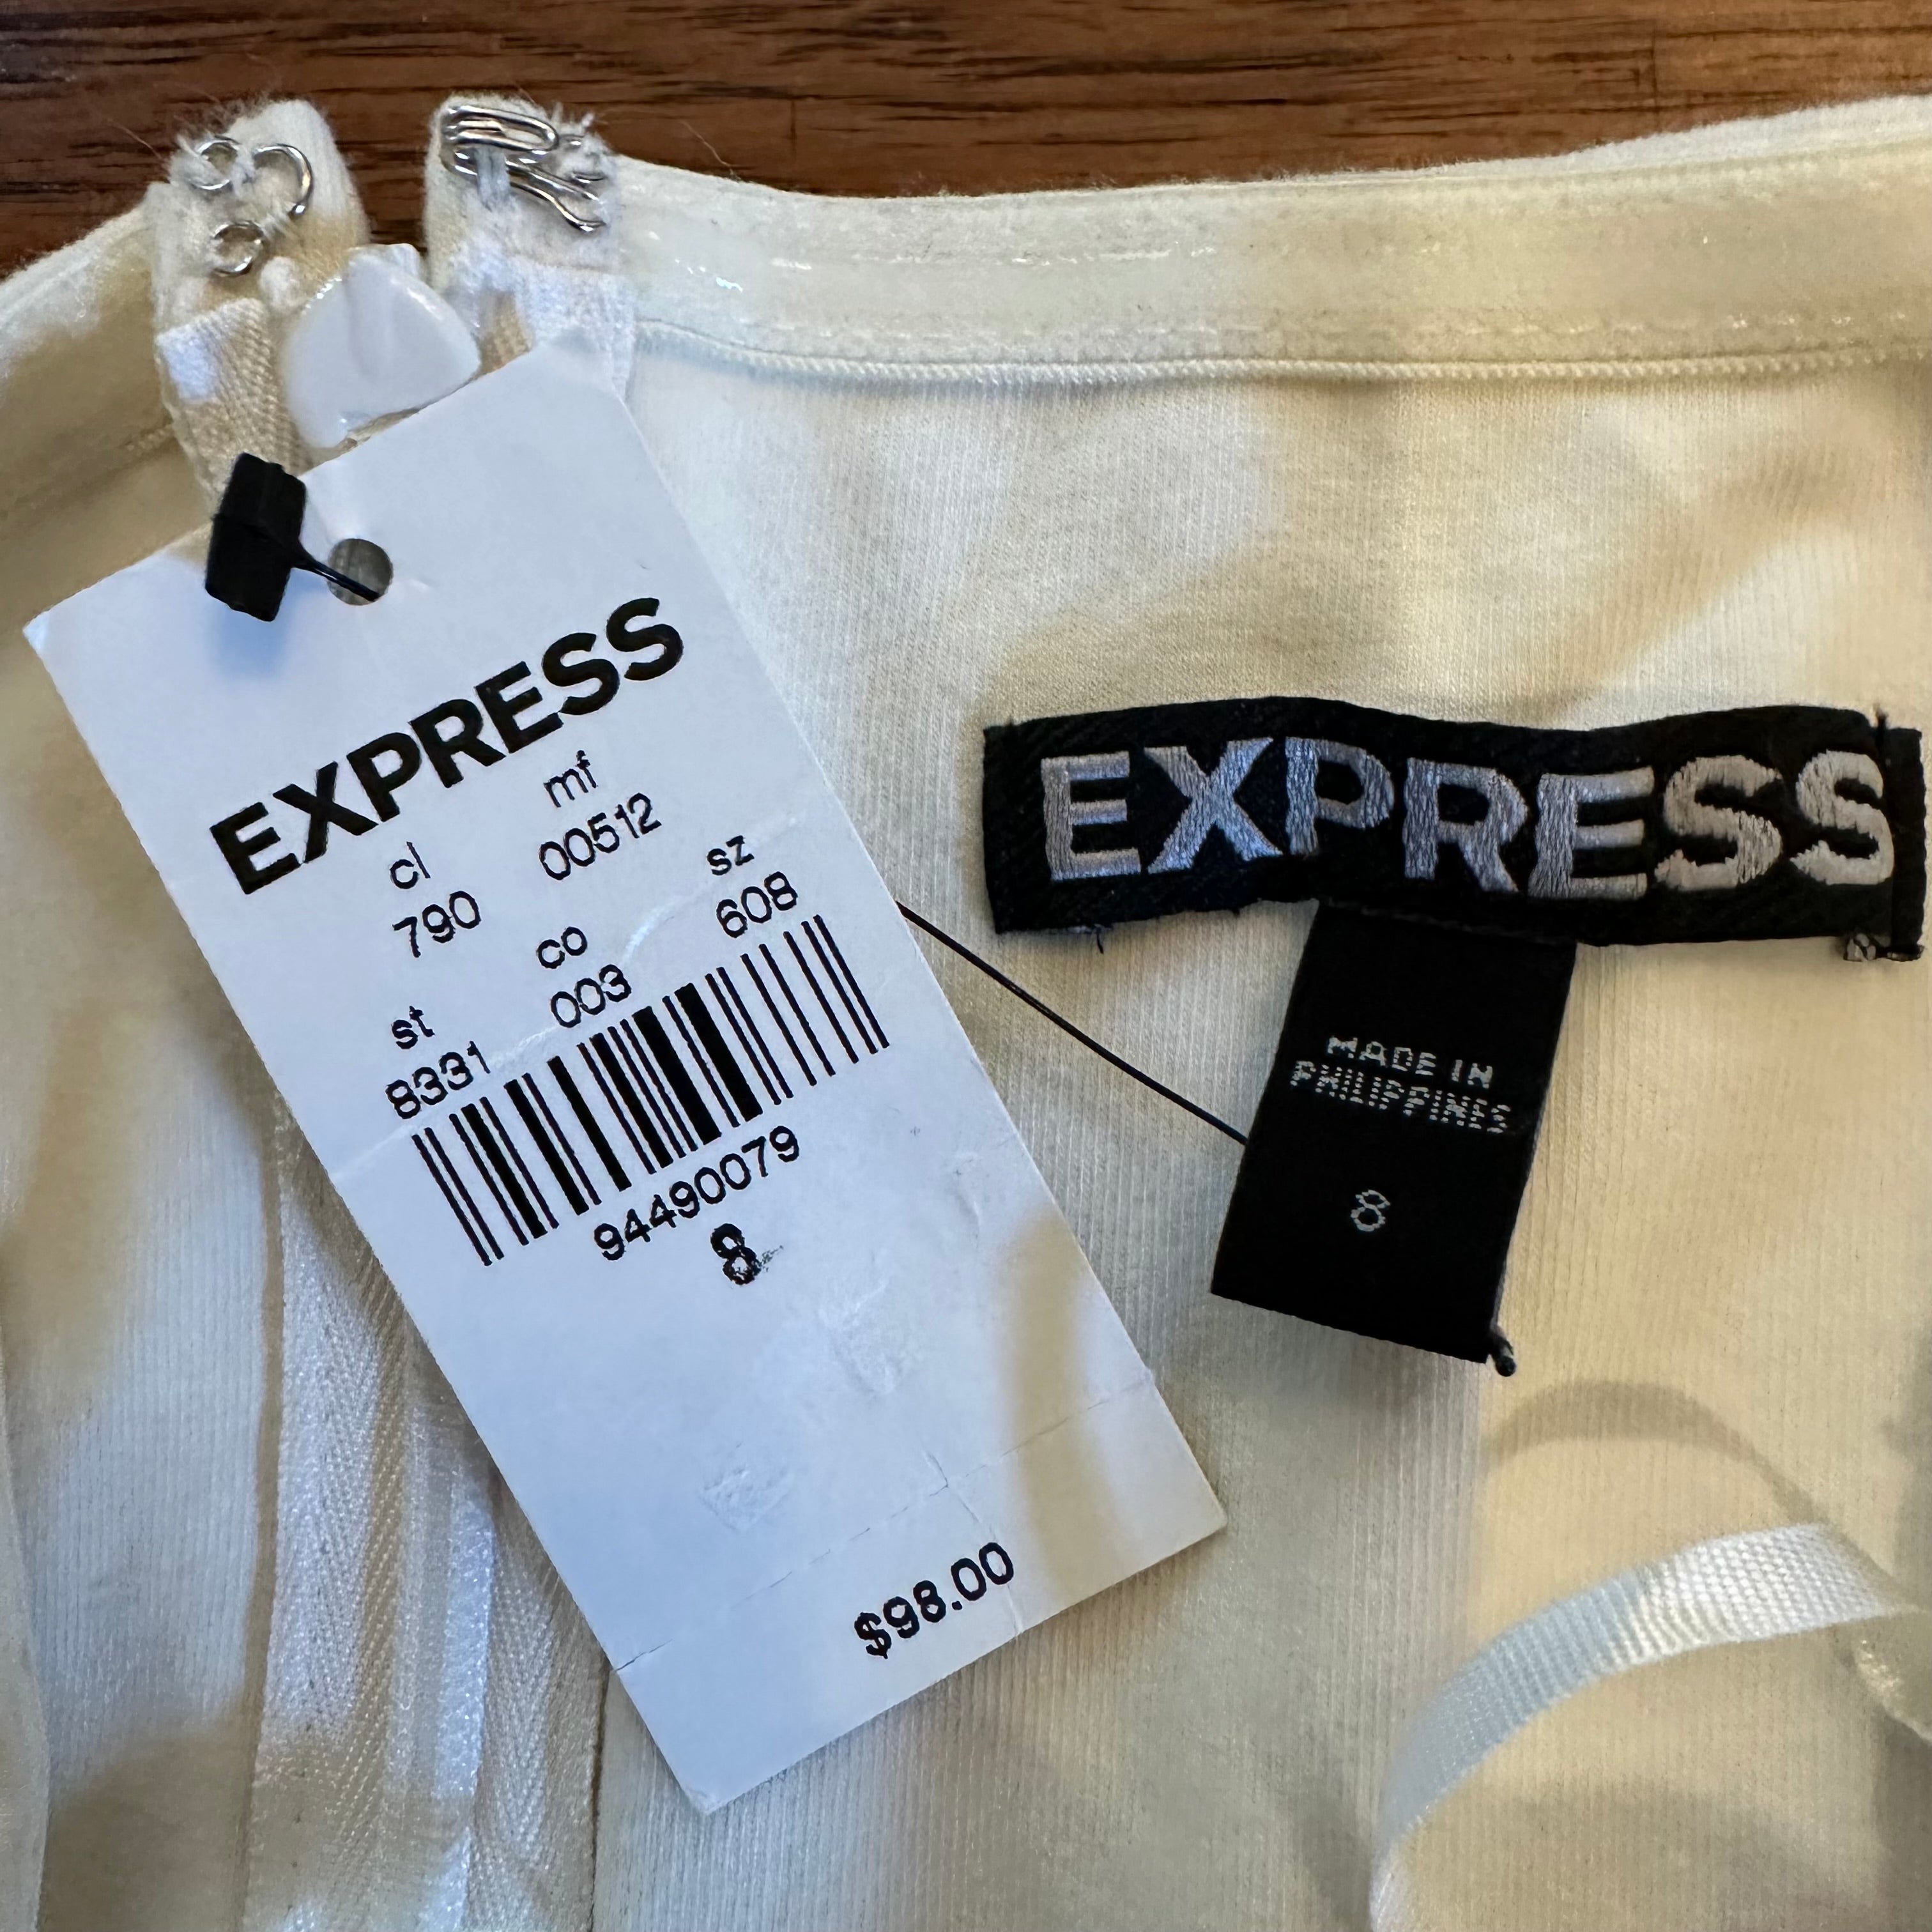 EXPRESS
cl mf
790 00512
st co sz
8331 003 608
94490079
8
$98.00
EXPRESS
MADE IN
PHILIPPINES
8